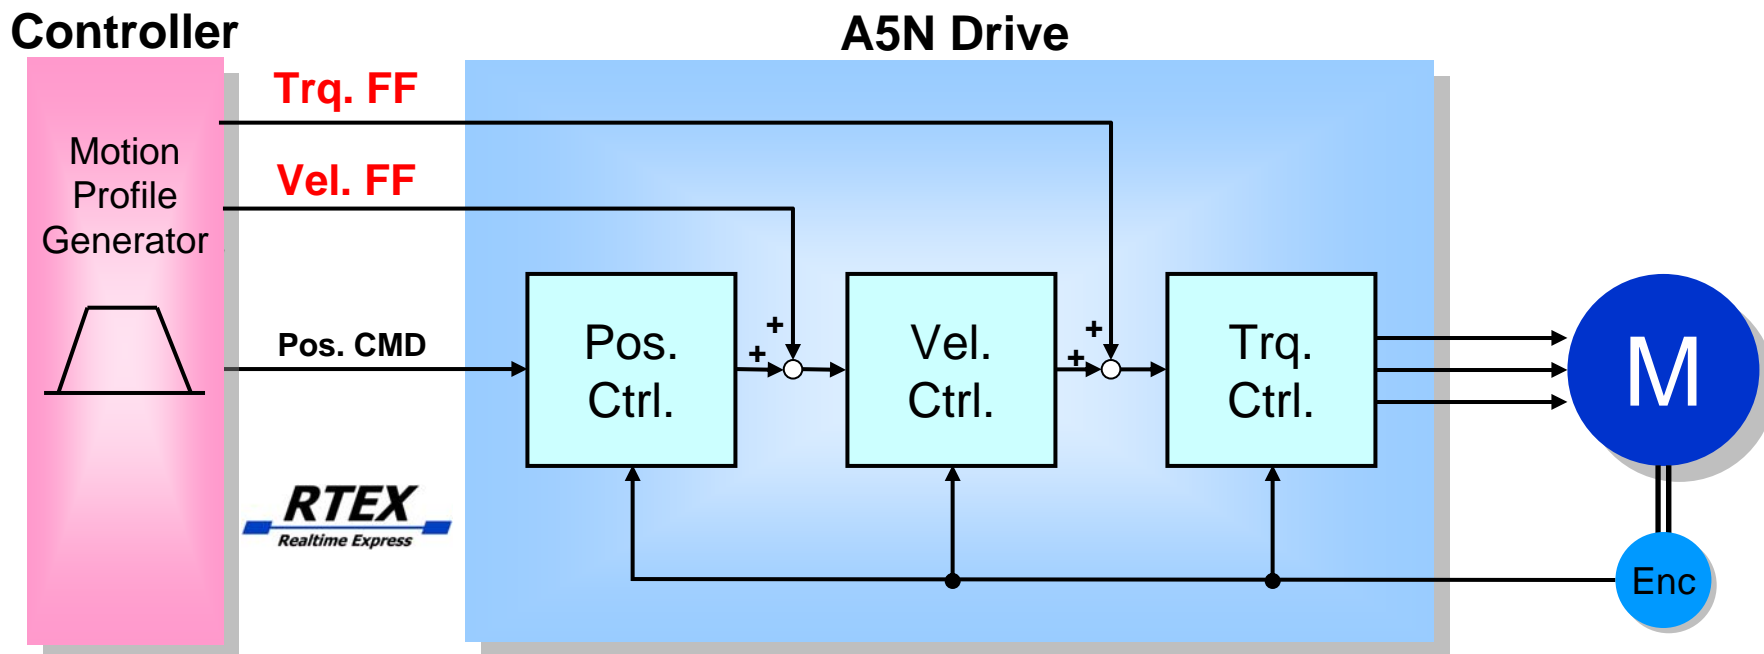 Controller
A5N Drive
Trq. FF
Motion
Profile
Generator
Vel. FF
Pos. CMD
+
+
+
+
Pos.
Ctrl.
Vel.
Ctrl.
Trq.
Ctrl.
M
RTEX
Realtime Express
Enc